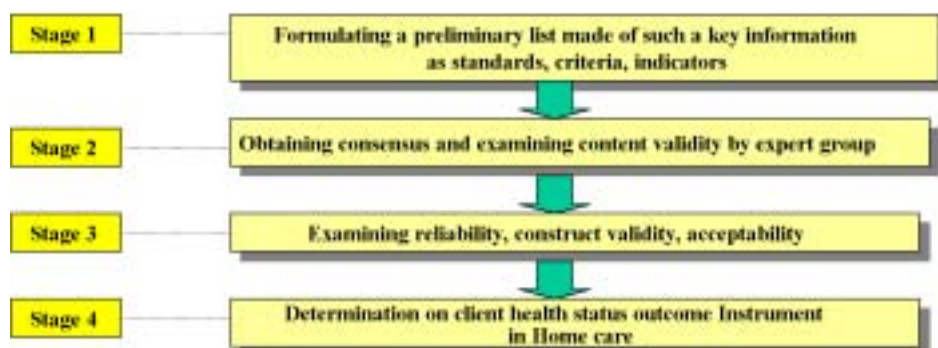 Stage 1
Formulating a preliminary list made of such a key information
as standards, criteria, indicators
Stage 2
Obtaining consensus and examining content validity by expert group
Stage 3
Examining reliability, construct validity, acceptability
Stage 4
Determination on client health status outcome Instrument
in Home care